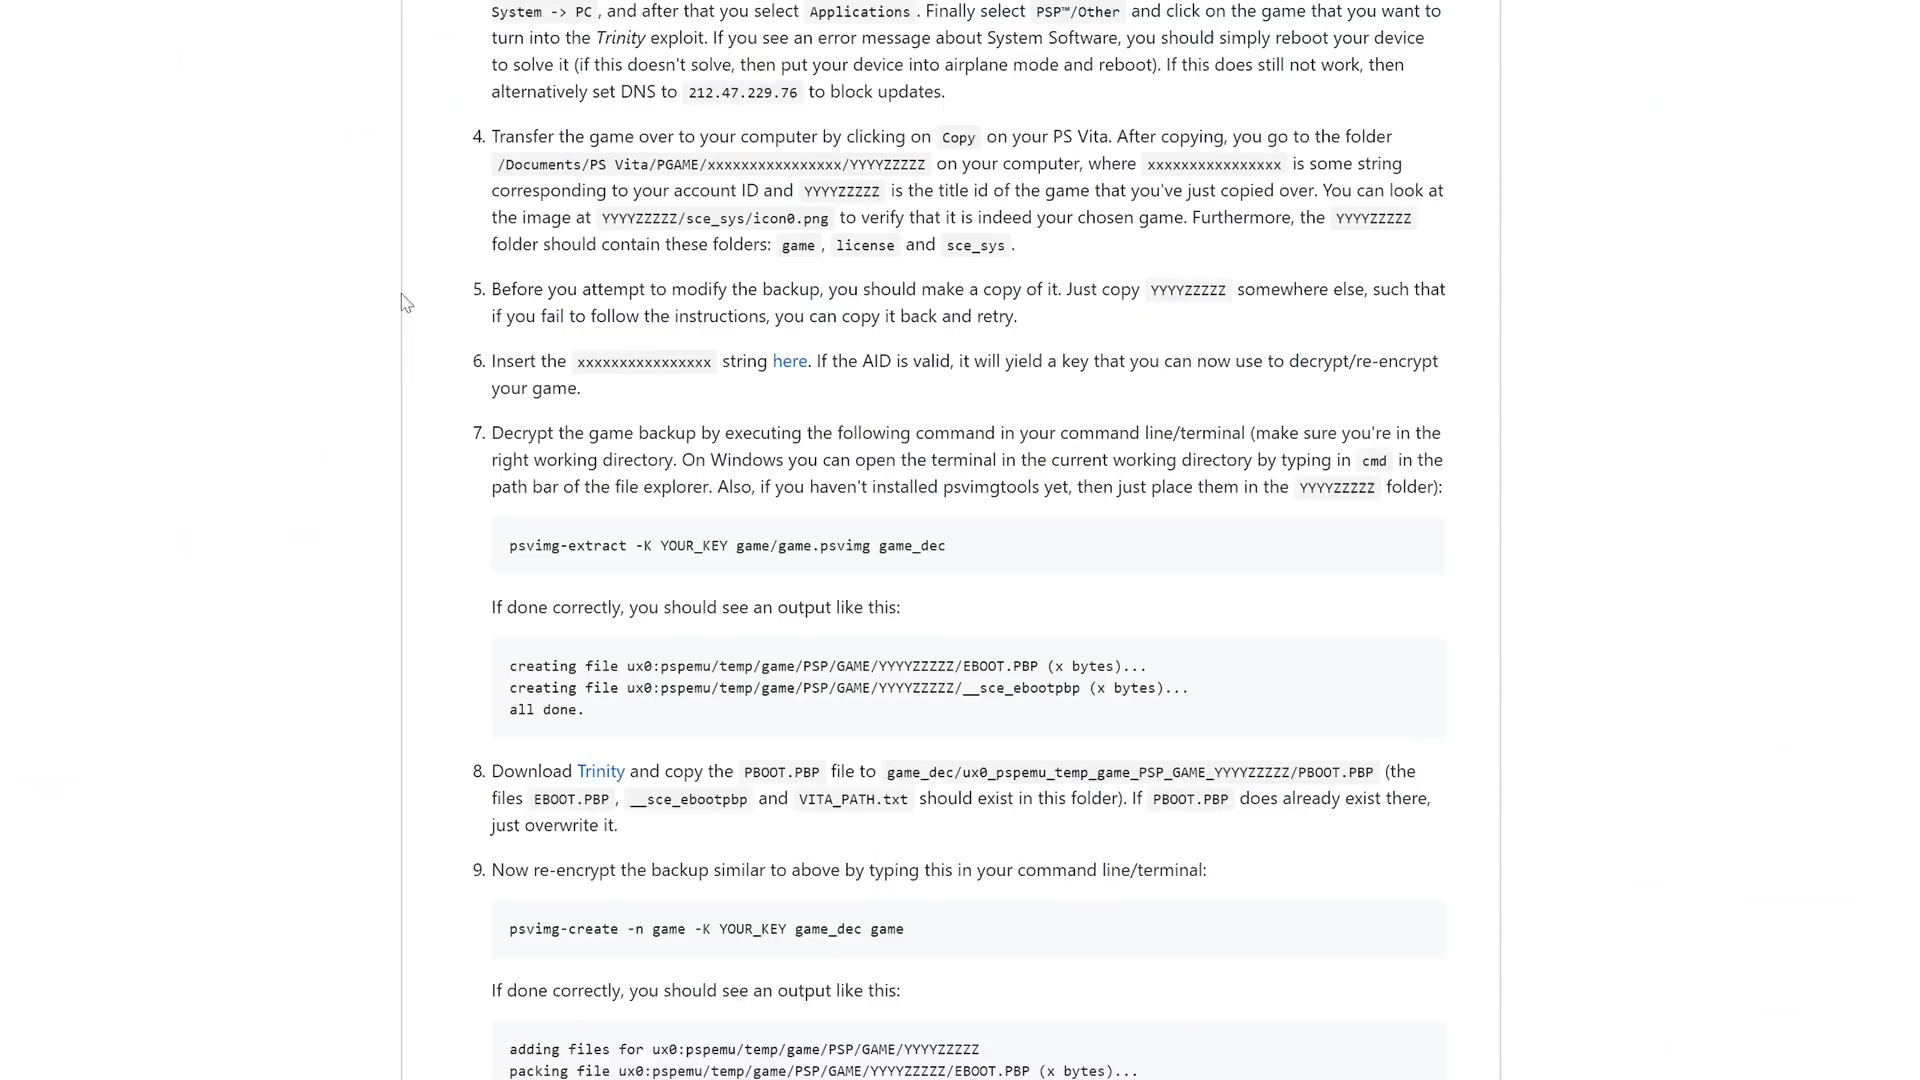 System -> PC , and after that you select Applications . Finally select PSP™/Other and click on the game that you want to
turn into the Trinity exploit. If you see an error message about System Software, you should simply reboot your device
to solve it (if this doesn't solve, then put your device into airplane mode and reboot). If this does still not work, then
alternatively set DNS to 212.47.229.76 to block updates.
4. Transfer the game over to your computer by clicking on Copy on your PS Vita. After copying, you go to the folder
/Documents/PS Vita/PGAME/xxxxxxxxxxxxxxxx/YYYYZZZZZ on your computer, where xxxxxxxxxxxxxxxx is some string
corresponding to your account ID and YYYYZZZZZ is the title id of the game that you've just copied over. You can look at
the image at YYYYZZZZZ/sce_sys/icon0.png to verify that it is indeed your chosen game. Furthermore, the YYYYZZZZZ
folder should contain these folders: game , license and sce_sys .
5. Before you attempt to modify the backup, you should make a copy of it. Just copy YYYYZZZZZ somewhere else, such that
if you fail to follow the instructions, you can copy it back and retry.
6. Insert the xxxxxxxxxxxxxxxx string here. If the AID is valid, it will yield a key that you can now use to decrypt/re-encrypt
your game.
7. Decrypt the game backup by executing the following command in your command line/terminal (make sure you're in the
right working directory. On Windows you can open the terminal in the current working directory by typing in cmd in the
path bar of the file explorer. Also, if you haven't installed psvimgtools yet, then just place them in the YYYYZZZZZ folder):
psvimg-extract -K YOUR_KEY game/game.psvimg game_dec
If done correctly, you should see an output like this:
creating file ux0:pspemu/temp/game/PSP/GAME/YYYYZZZZZ/EBOOT.PBP (x bytes)...
creating file ux0:pspemu/temp/game/PSP/GAME/YYYYZZZZZ/__sce_ebootpbp (x bytes)...
all done.
8. Download Trinity and copy the PBOOT.PBP file to game_dec/ux0_pspemu_temp_game_PSP_GAME_YYYYZZZZZ/PBOOT.PBP (the
files EBOOT.PBP , __sce_ebootpbp and VITA_PATH.txt should exist in this folder). If PBOOT.PBP does already exist there,
just overwrite it.
9. Now re-encrypt the backup similar to above by typing this in your command line/terminal:
psvimg-create -n game -K YOUR_KEY game_dec game
If done correctly, you should see an output like this:
adding files for ux0:pspemu/temp/game/PSP/GAME/YYYYZZZZZ
packing file ux0:pspemu/temp/game/PSP/GAME/YYYYZZZZZ/EBOOT.PBP (x bytes)...